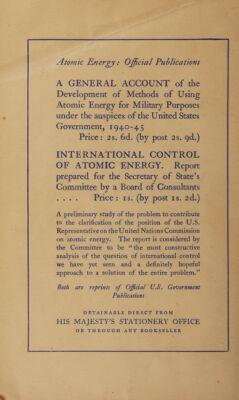 Atomic Energy: Official Publications
A GENERAL ACCOUNT of the
Development of Methods of Using
Atomic Energy for Military Purposes
under the auspices of the United States
Government, 1940-45
Price: 2s. 6d. (by post 2s. 9d.)
INTERNATIONAL CONTROL
OF ATOMIC ENERGY. Report
prepared for the Secretary of State's
Committee by a Board of Consultants
.... Price: 1s. (by post 1s. 2d.)
A preliminary study of the problem to contribute
to the clarification of the position of the U.S.
Representative on the United Nations Commission
on atomic energy. The report is considered by
the Committee to be "the most constructive
analysis of the question of international control
we have yet seen and a definitely hopeful
approach to a solution of the entire problem."
Both are reprints of Official U.S. Government
Publications
OBTAINABLE DIRECT FROM
HIS MAJESTY'S STATIONERY OFFICE
OR THROUGH ANY BOOKSELLER